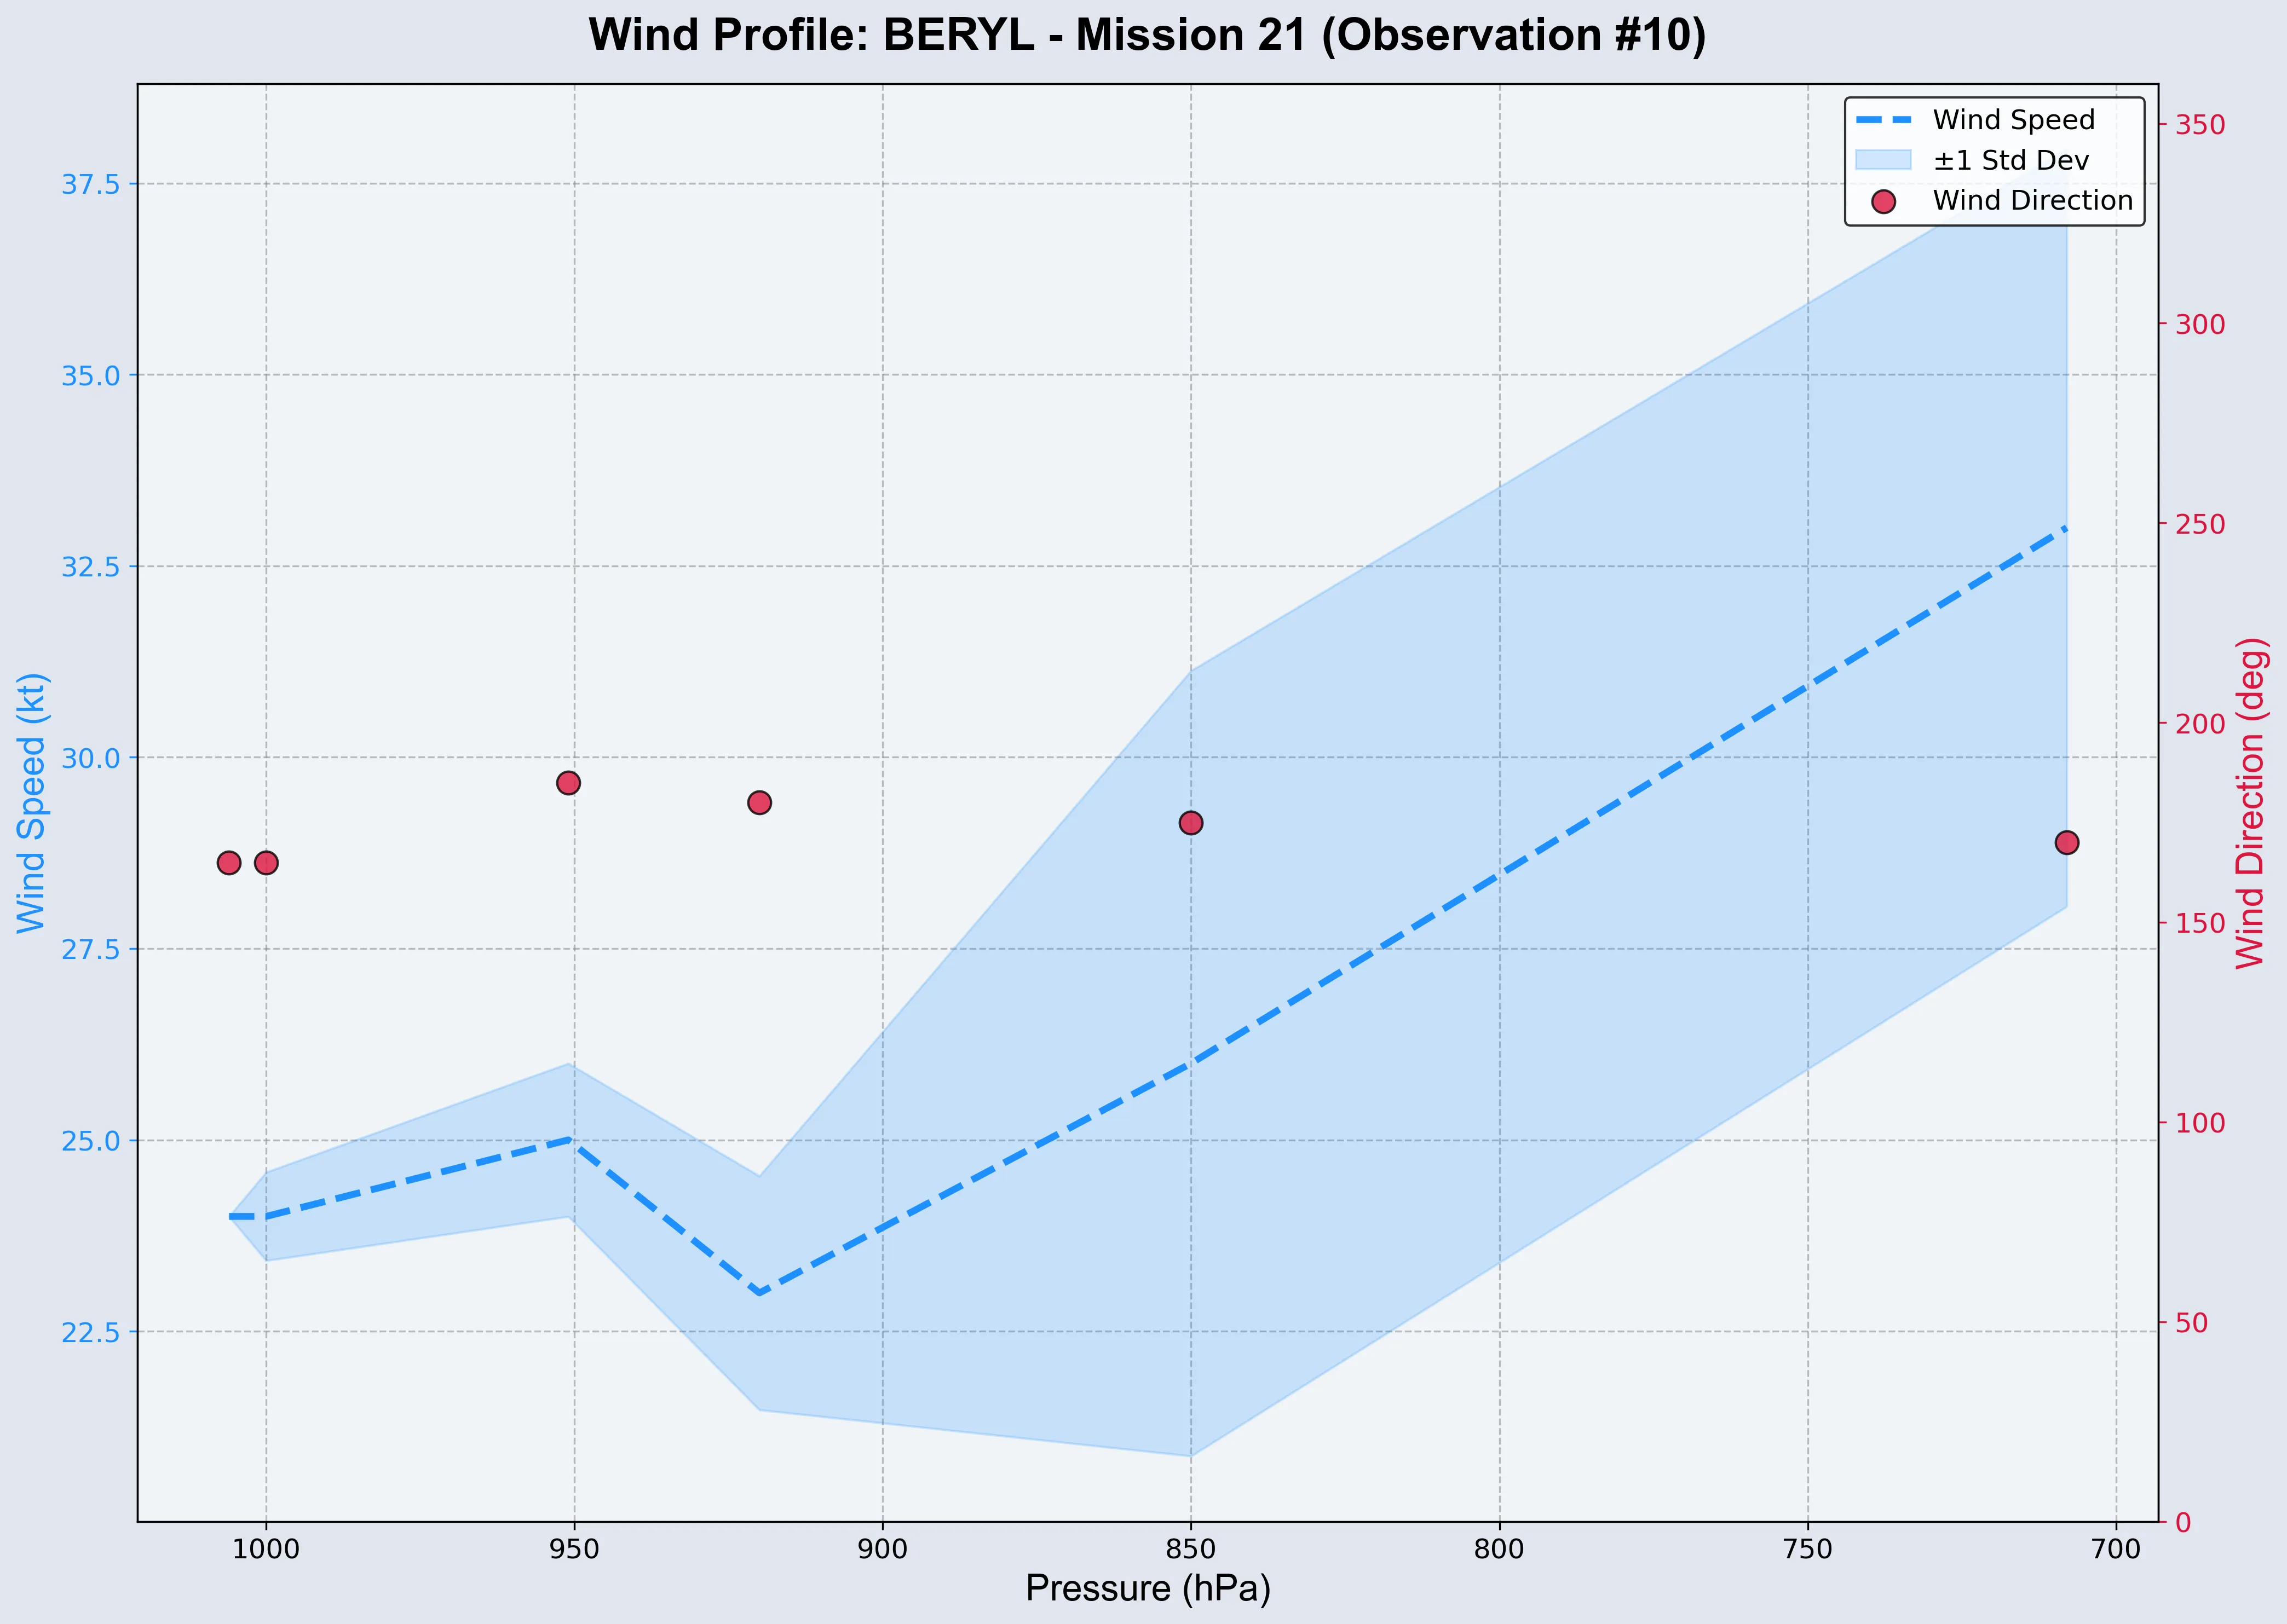 Wind Profile: BERYL - Mission 21 (Observation #10)
Wind Speed
±1 Std Dev
Wind Direction
37.5
35.0
32.5
30.0
27.5
25.0
22.5
Wind Speed (kt)
350
300
250
200
150
100
50
0
Wind Direction (deg)
1000 950 900 850 800 750 700
Pressure (hPa)